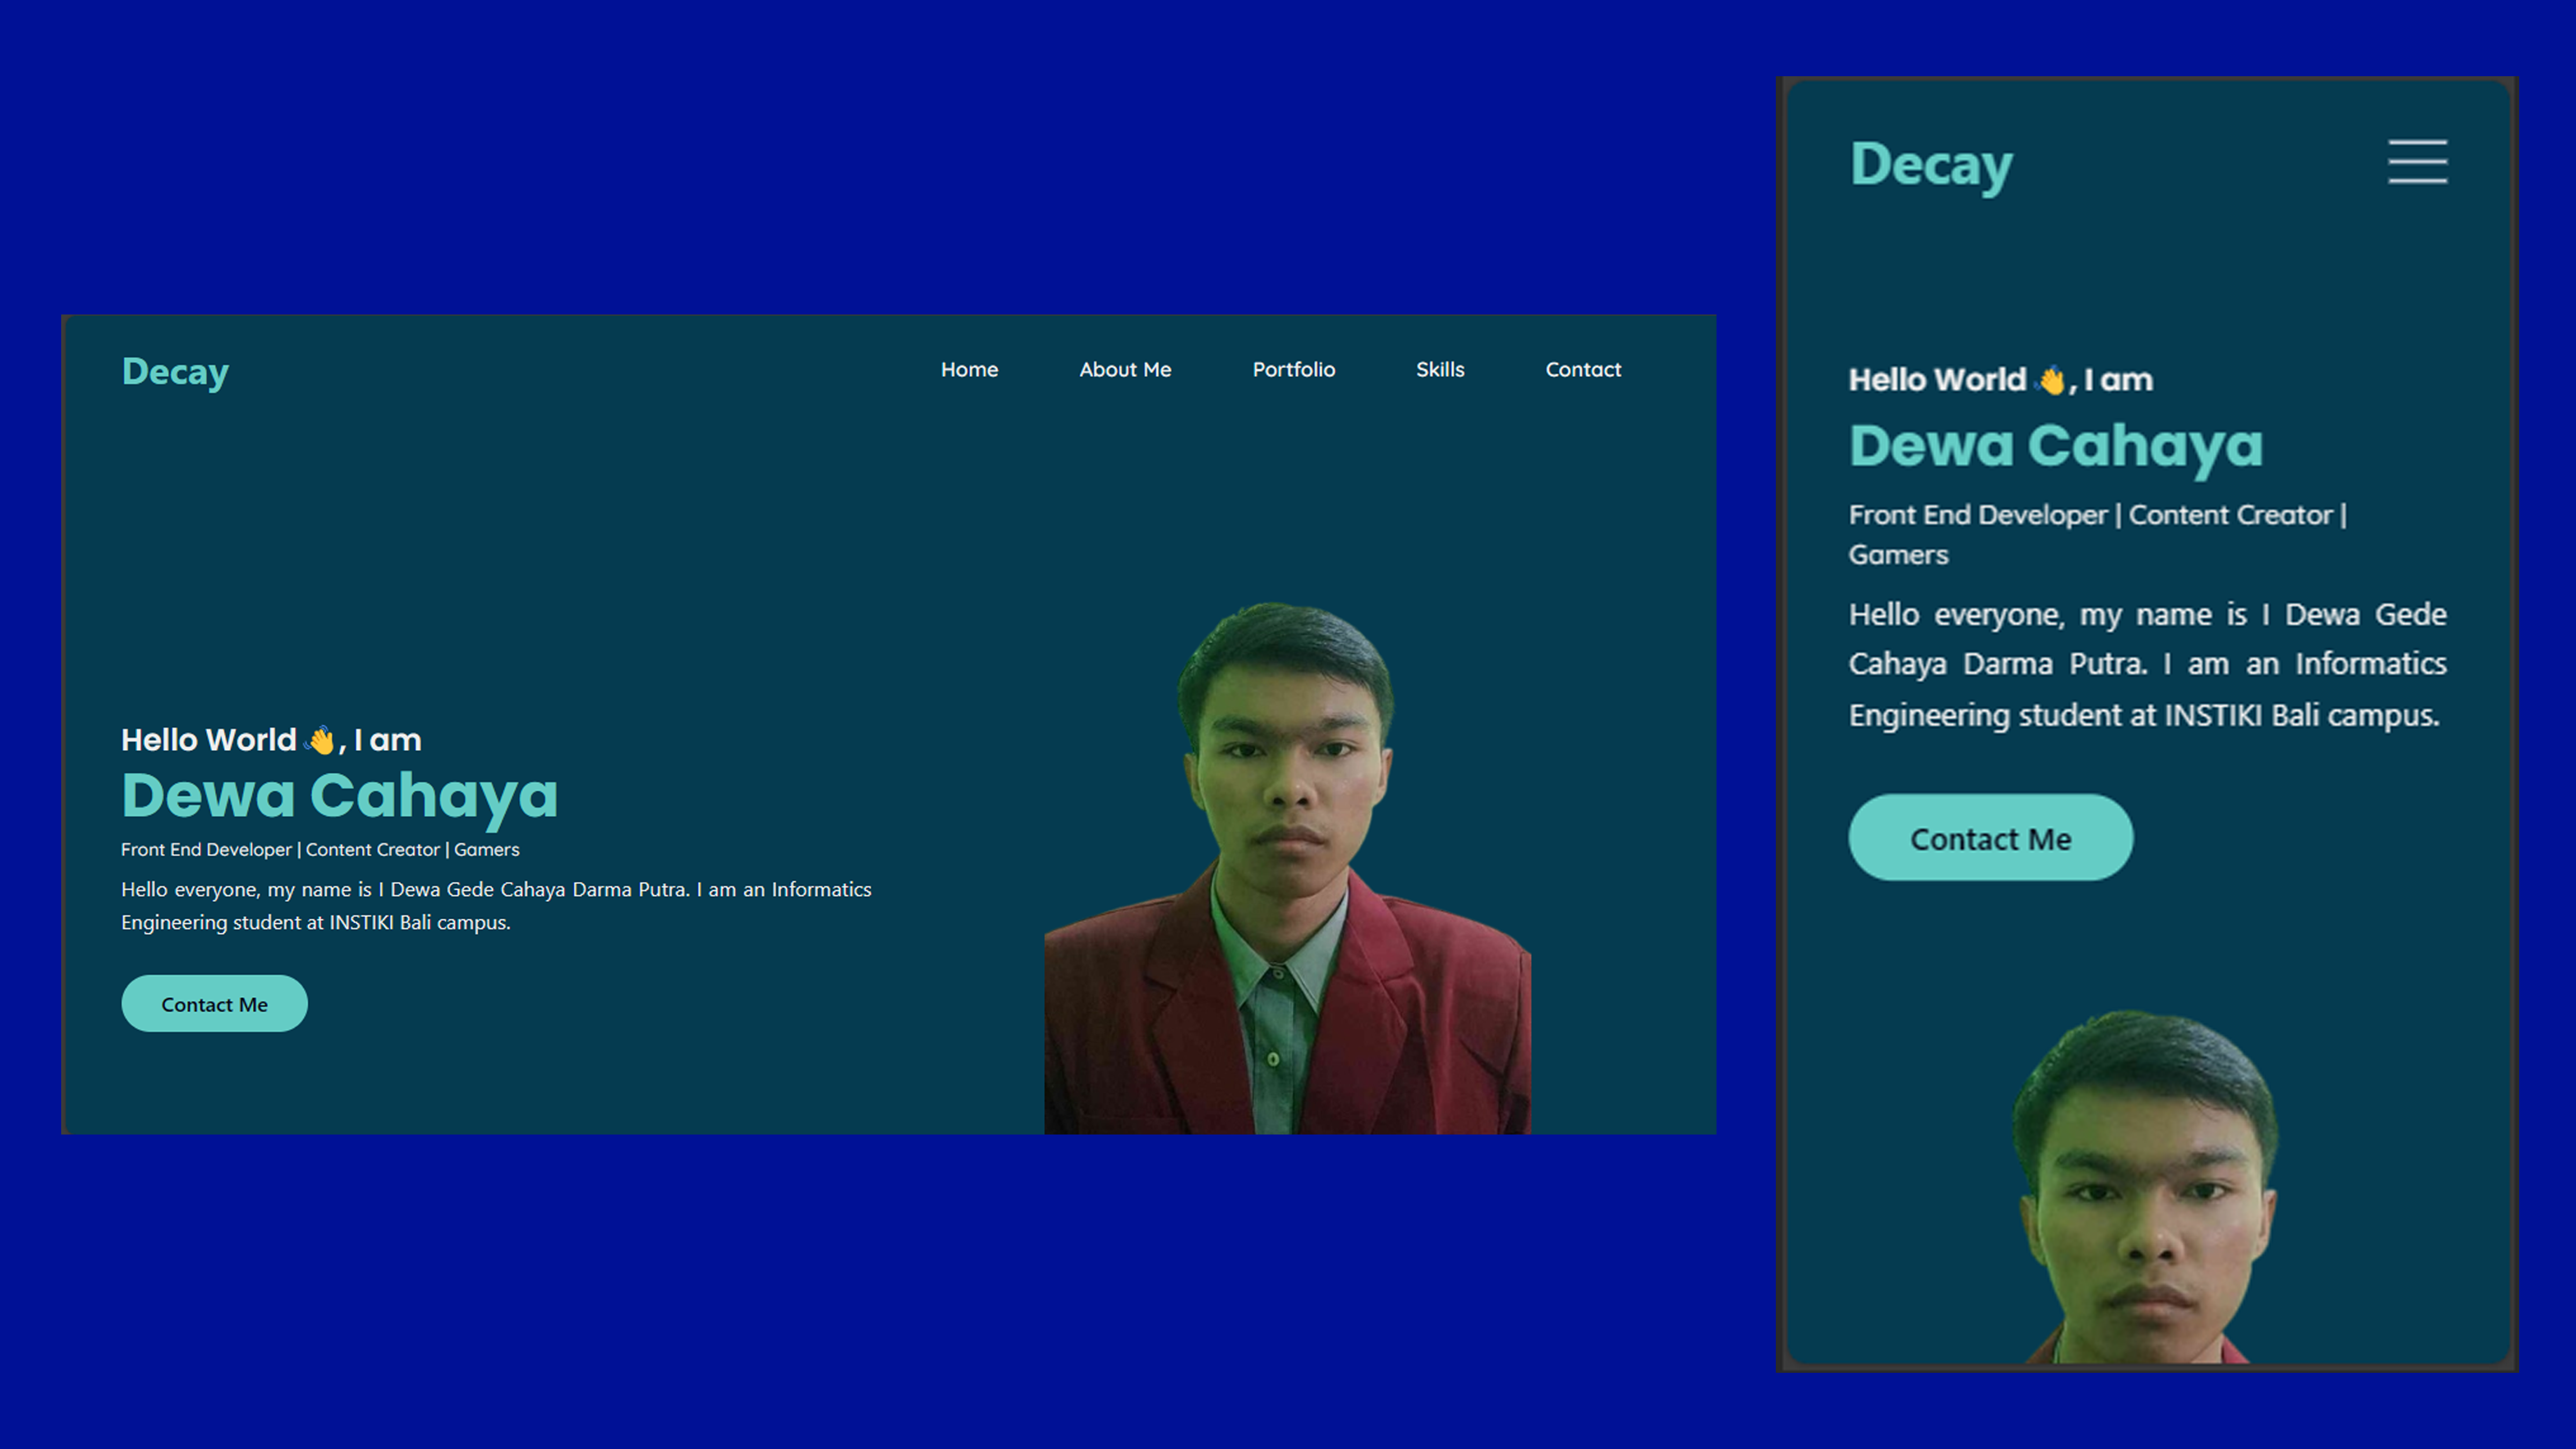 Decay
Home About Me Portfolio Skills Contact
Hello World 👋, I am
Dewa Cahaya
Front End Developer | Content Creator | Gamers
Hello everyone, my name is I Dewa Gede Cahaya Darma Putra. I am an Informatics
Engineering student at INSTIKI Bali campus.
Contact Me
Decay
Hello World 👋, I am
Dewa Cahaya
Front End Developer | Content Creator |
Gamers
Hello everyone, my name is I Dewa Gede
Cahaya Darma Putra. I am an Informatics
Engineering student at INSTIKI Bali campus.
Contact Me